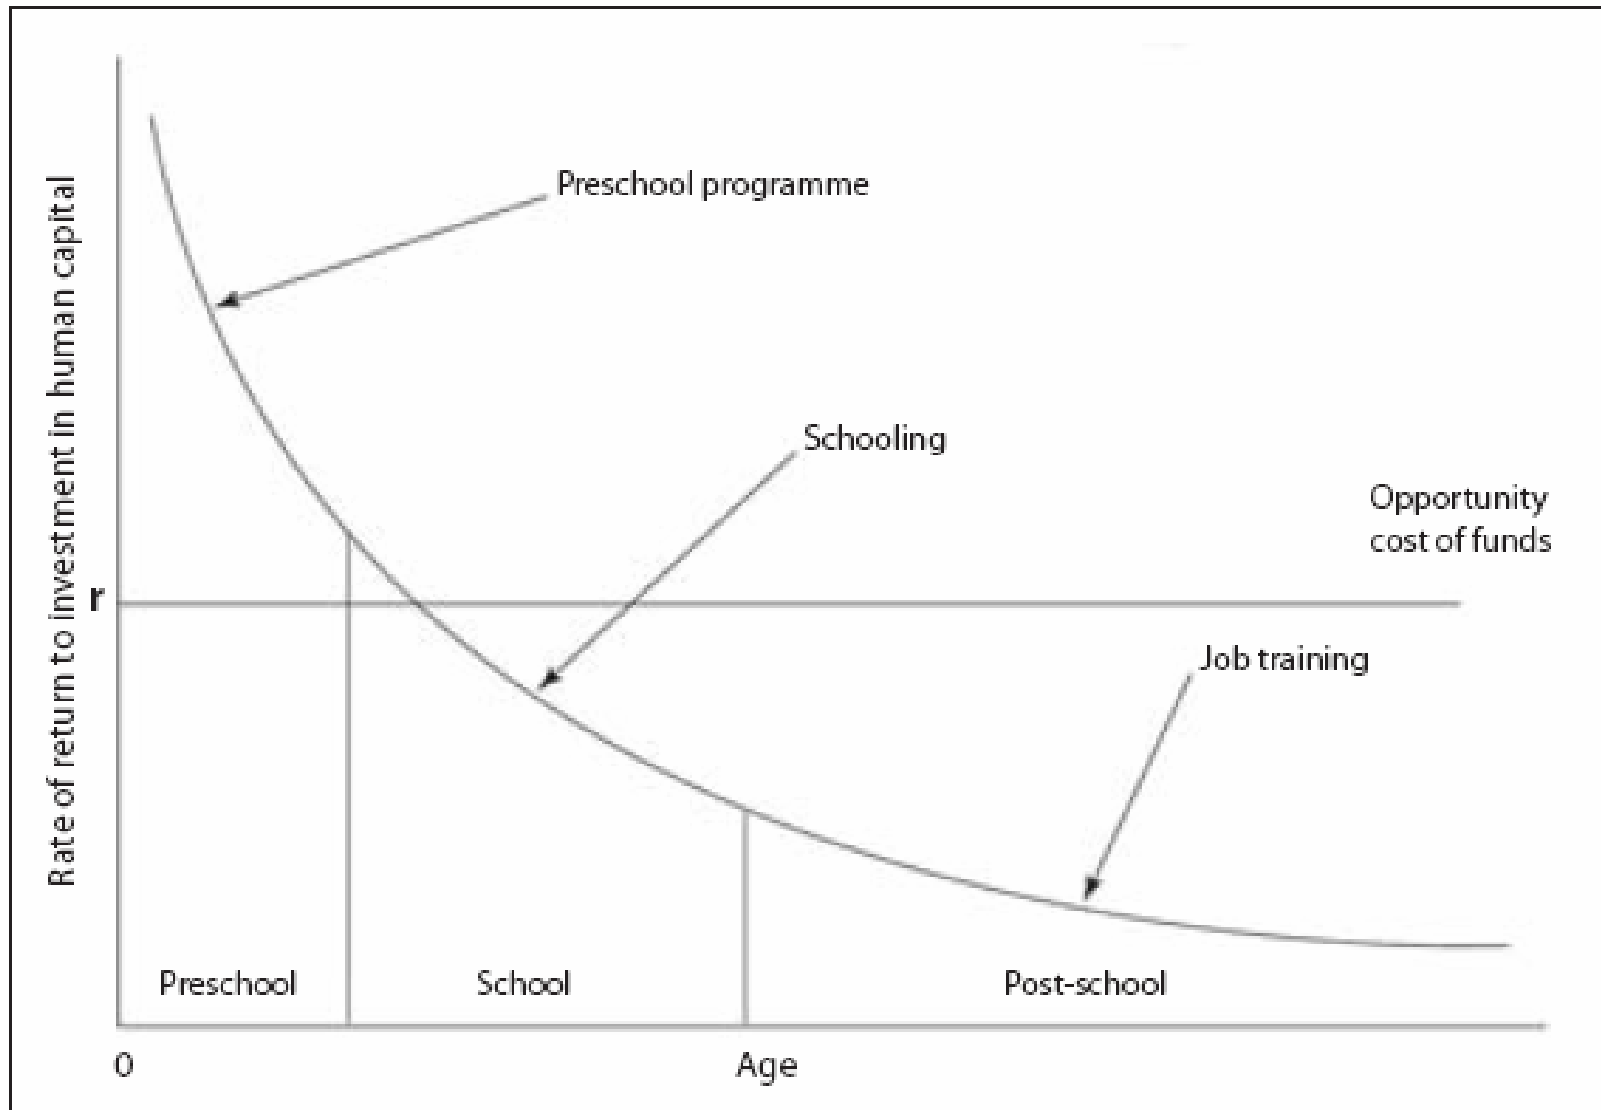 Preschool programme
Schooling
Opportunity
cost of funds
Rate of return to investment in human capital
r
Job training
Preschool
School
Post-school
0
Age